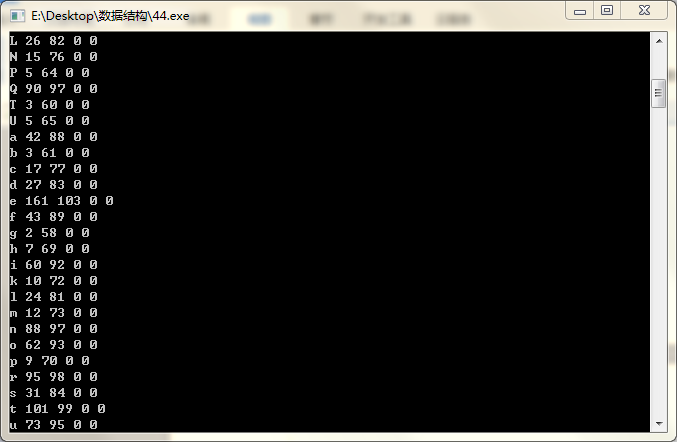 E:\Desktop\数据结构\44.exe
L 26 82 0 0
N 15 76 0 0
P 5 64 0 0
Q 90 97 0 0
T 3 60 0 0
U 5 65 0 0
a 42 88 0 0
b 3 61 0 0
c 17 77 0 0
d 27 83 0 0
e 161 103 0 0
f 43 89 0 0
g 2 58 0 0
h 7 69 0 0
i 60 92 0 0
k 10 72 0 0
l 24 81 0 0
m 12 73 0 0
n 88 97 0 0
o 62 93 0 0
p 9 70 0 0
r 95 98 0 0
s 31 84 0 0
t 101 99 0 0
u 73 95 0 0